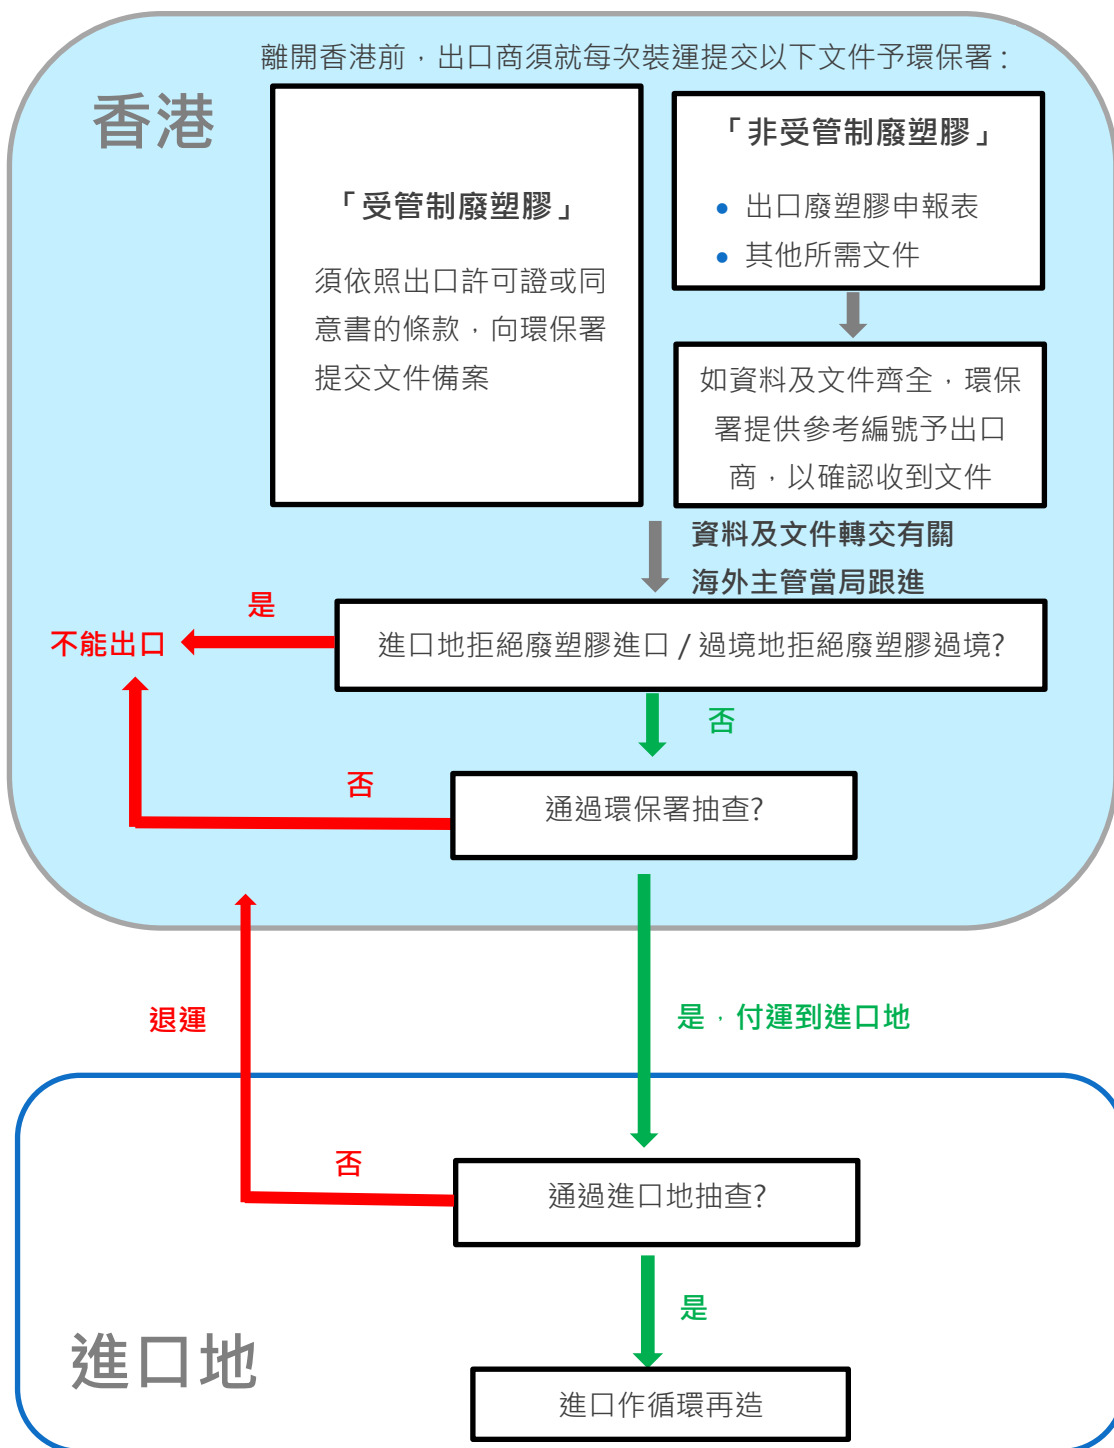 離開香港前，出口商須就每次裝運提交以下文件予環保署：
香港
「受管制廢塑膠」
須依照出口許可證或同
意書的條款，向環保署
提交文件備案
「非受管制廢塑膠」
• 出口廢塑膠申報表
• 其他所需文件
如資料及文件齊全，環保
署提供參考編號予出口
商，以確認收到文件
資料及文件轉交有關
海外主管當局跟進
是
不能出口
進口地拒絕廢塑膠進口 / 過境地拒絕廢塑膠過境?
否
否
通過環保署抽查?
退運
是，付運到進口地
否
通過進口地抽查?
是
進口地
進口作循環再造